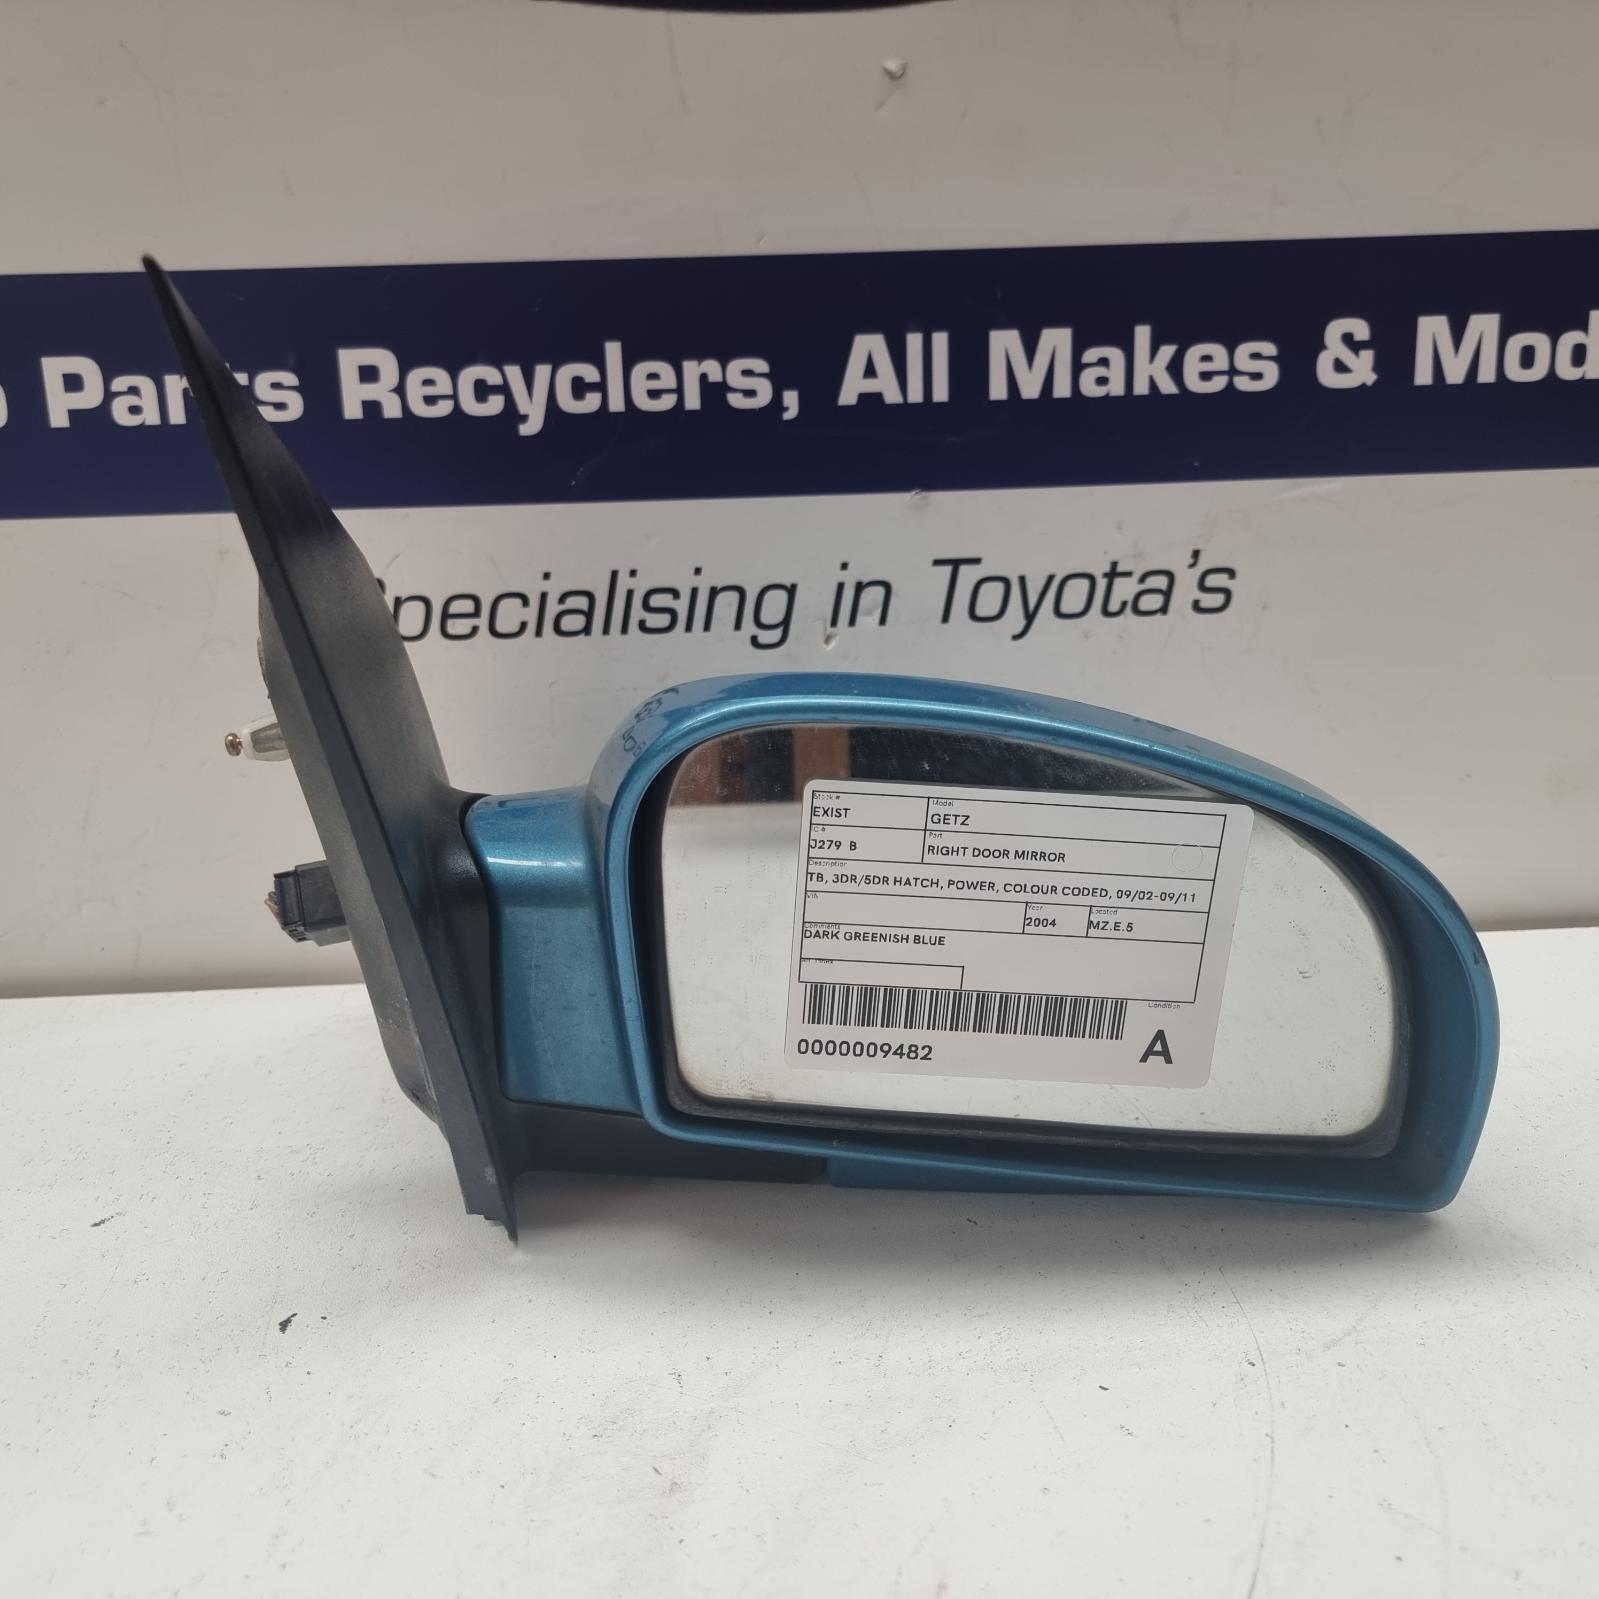 Parts Recyclers, All Makes & Mod
Specialising in Toyota's
Stock #
EXIST
Model
GETZ
IC #
J279 B
Part
RIGHT DOOR MIRROR
Description
TB, 3DR/5DR HATCH, POWER, COLOUR CODED, 09/02-09/11
VIN
Year
2004
Located
MZ.E.5
Comments
DARK GREENISH BLUE
Condition
0000009482
A